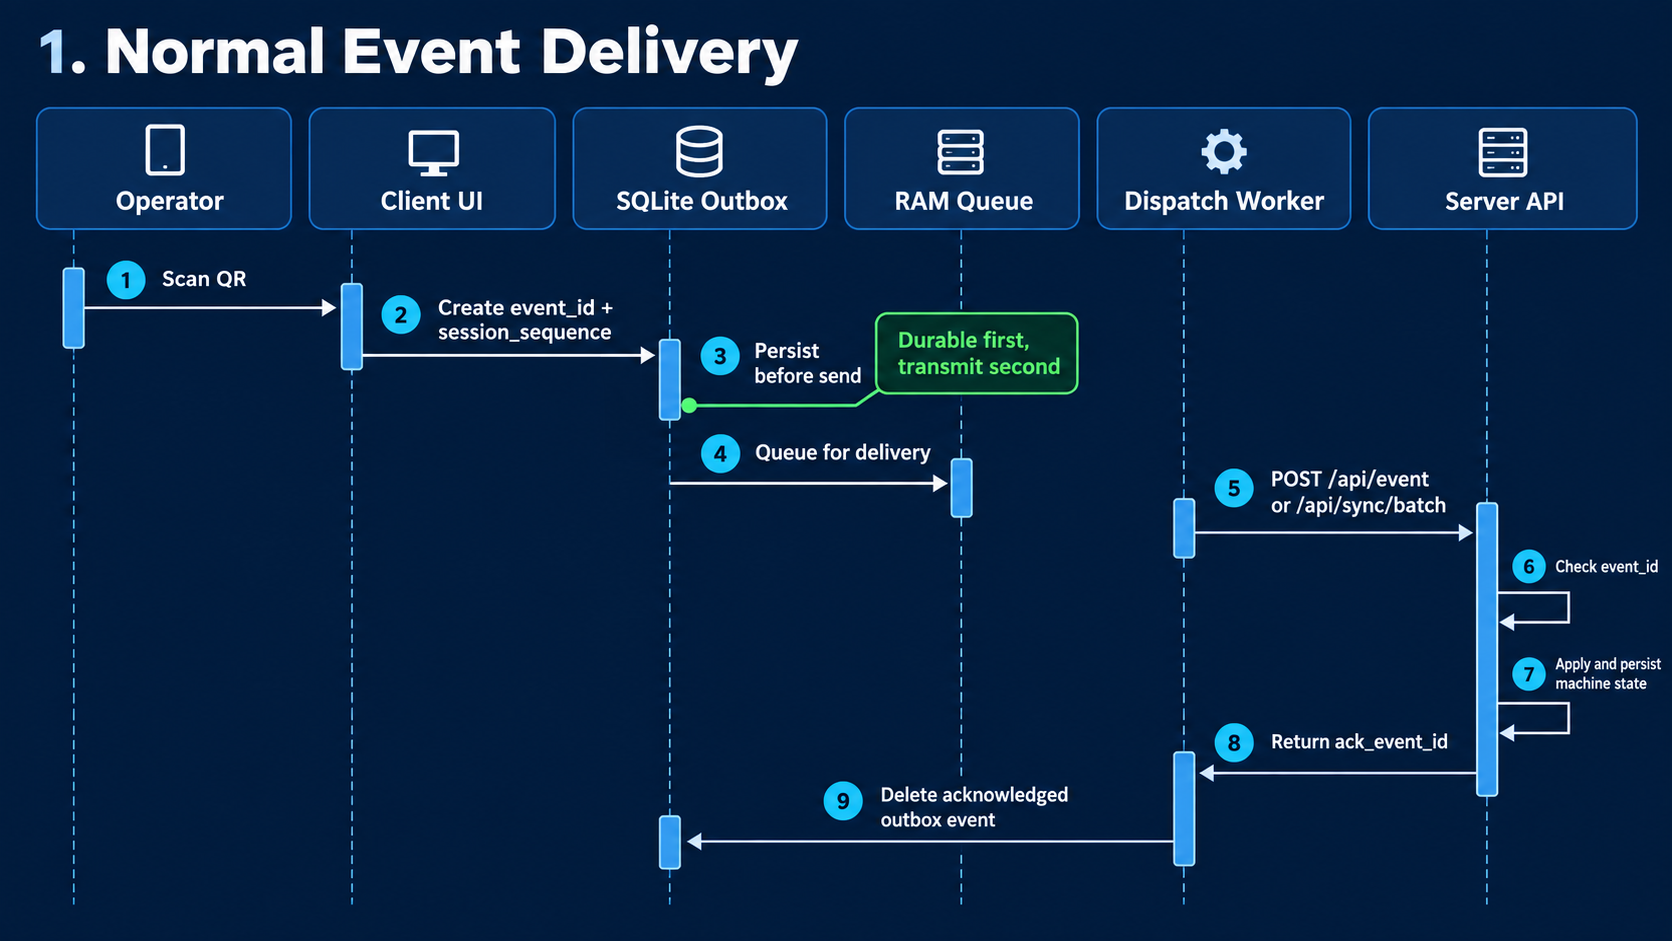 1. Normal Event Delivery
Operator
Client UI
SQLite Outbox
RAM Queue
Dispatch Worker
Server API
1
Scan QR
2
Create event_id +
session_sequence
3
Persist
before send
Durable first,
transmit second
4
Queue for delivery
5
POST /api/event
or /api/sync/batch
6
Check event_id
7
Apply and persist
machine state
8
Return ack_event_id
9
Delete acknowledged
outbox event